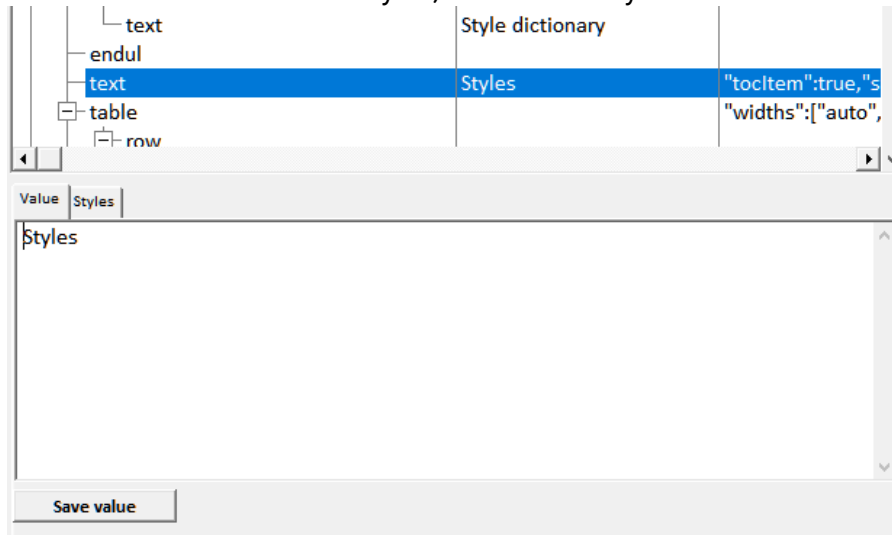 text Style dictionary
endul
text Styles "tocItem":true,"s
table "widths":["auto",
row
Value Styles
Styles
Save value